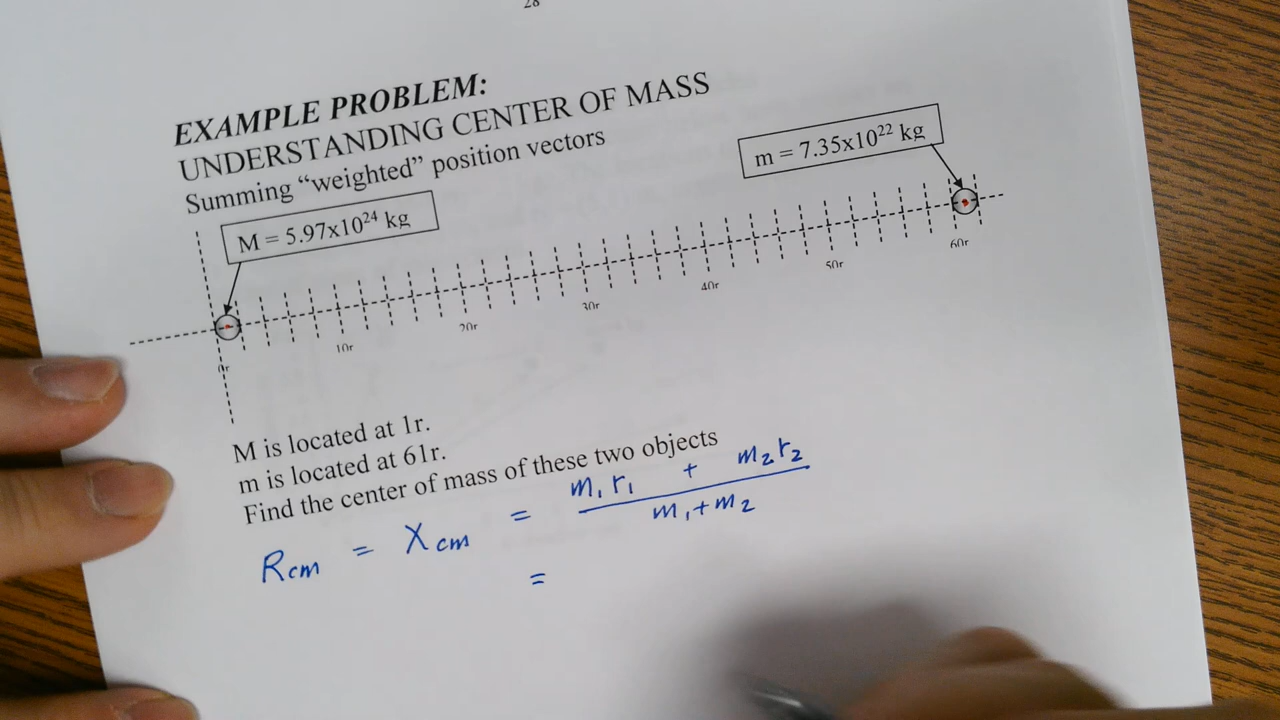 28
EXAMPLE PROBLEM:
UNDERSTANDING CENTER OF MASS
Summing “weighted” position vectors
m = 7.35x10²² kg
M = 5.97x10²⁴ kg
0r 10r 20r 30r 40r 50r 60r
M is located at 1r.
m is located at 61r.
Find the center of mass of these two objects
Rcm = Xcm = m₁r₁ + m₂r₂
m₁+m₂
=